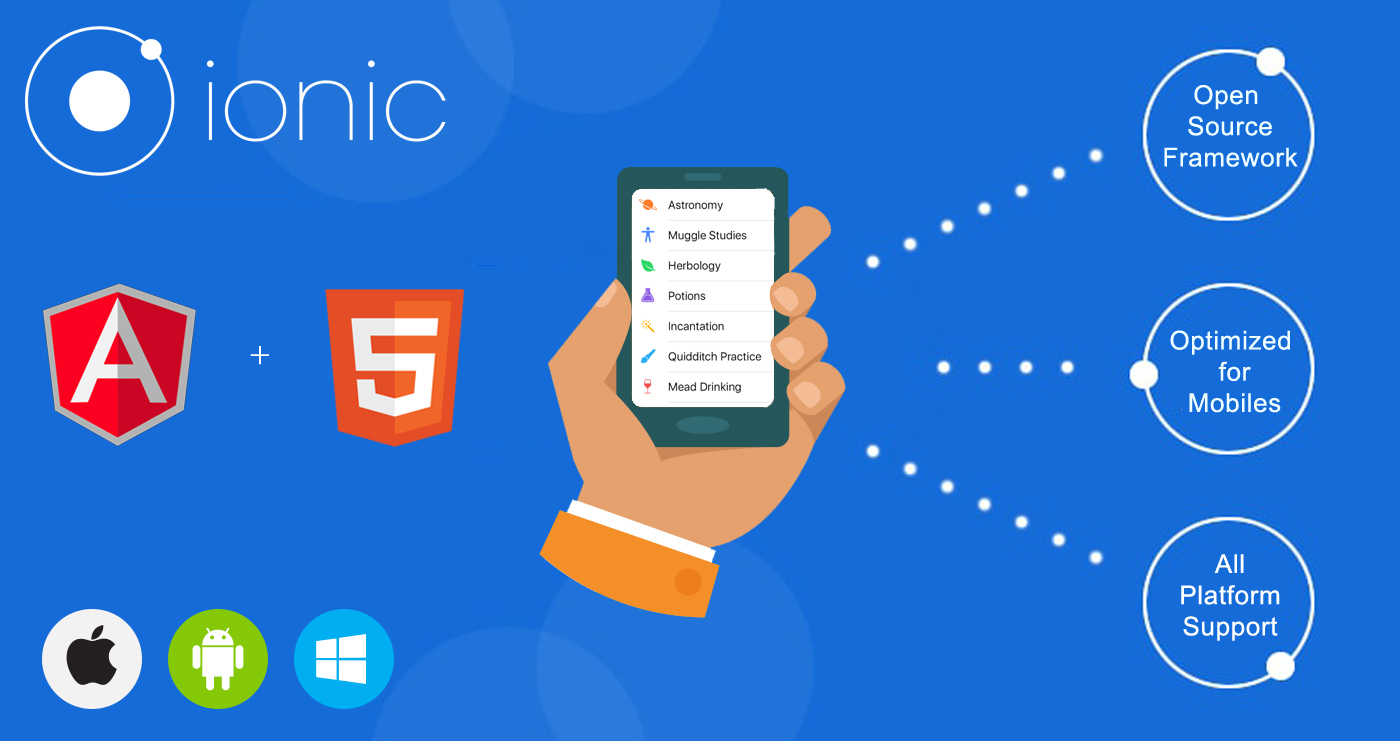 ionic
A
+
5
Astronomy
Muggle Studies
Herbology
Potions
Incantation
Quidditch Practice
Mead Drinking
Open
Source
Framework
Optimized
for
Mobiles
All
Platform
Support